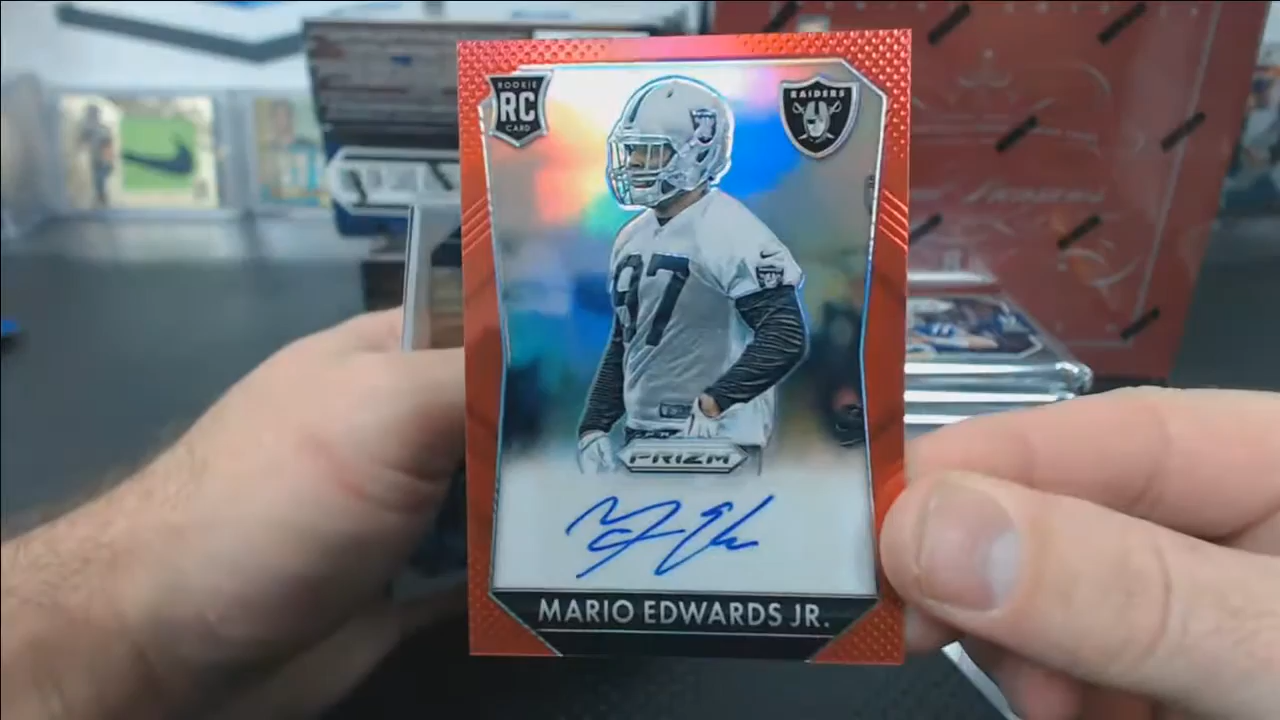 ROOKIE
RC
CARD
RAIDERS
97
PRIZM
MARIO EDWARDS JR.